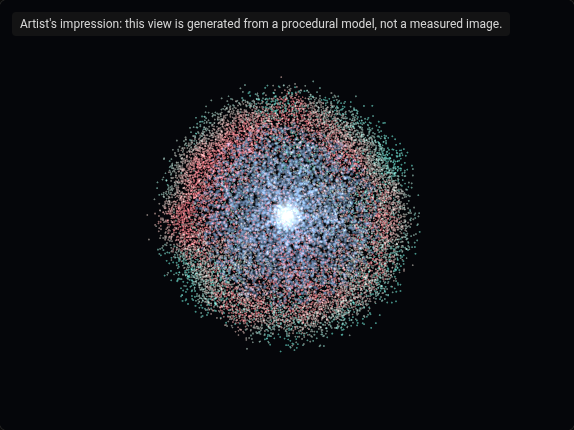 Artist's impression: this view is generated from a procedural model, not a measured image.